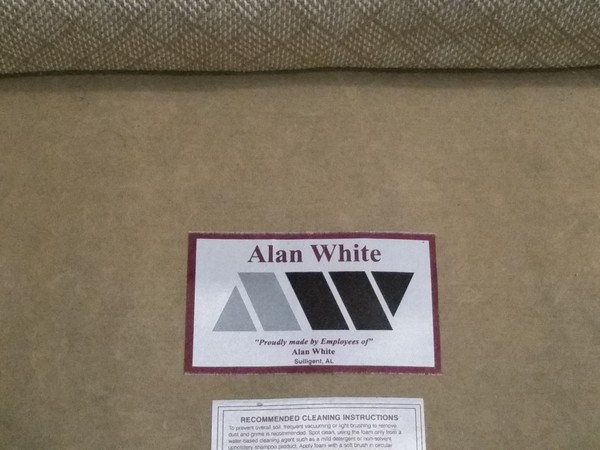 Alan White
"Proudly made by Employees of"
Alan White
Sulligent, AL
RECOMMENDED CLEANING INSTRUCTIONS
To prevent overall soil, frequent vacuuming or light brushing to remove
dust and grime is recommended. Spot clean, using the foam only from a
water-based cleaning agent such as a mild detergent or non-solvent
upholstery shampoo product. Apply foam with a soft brush in circular